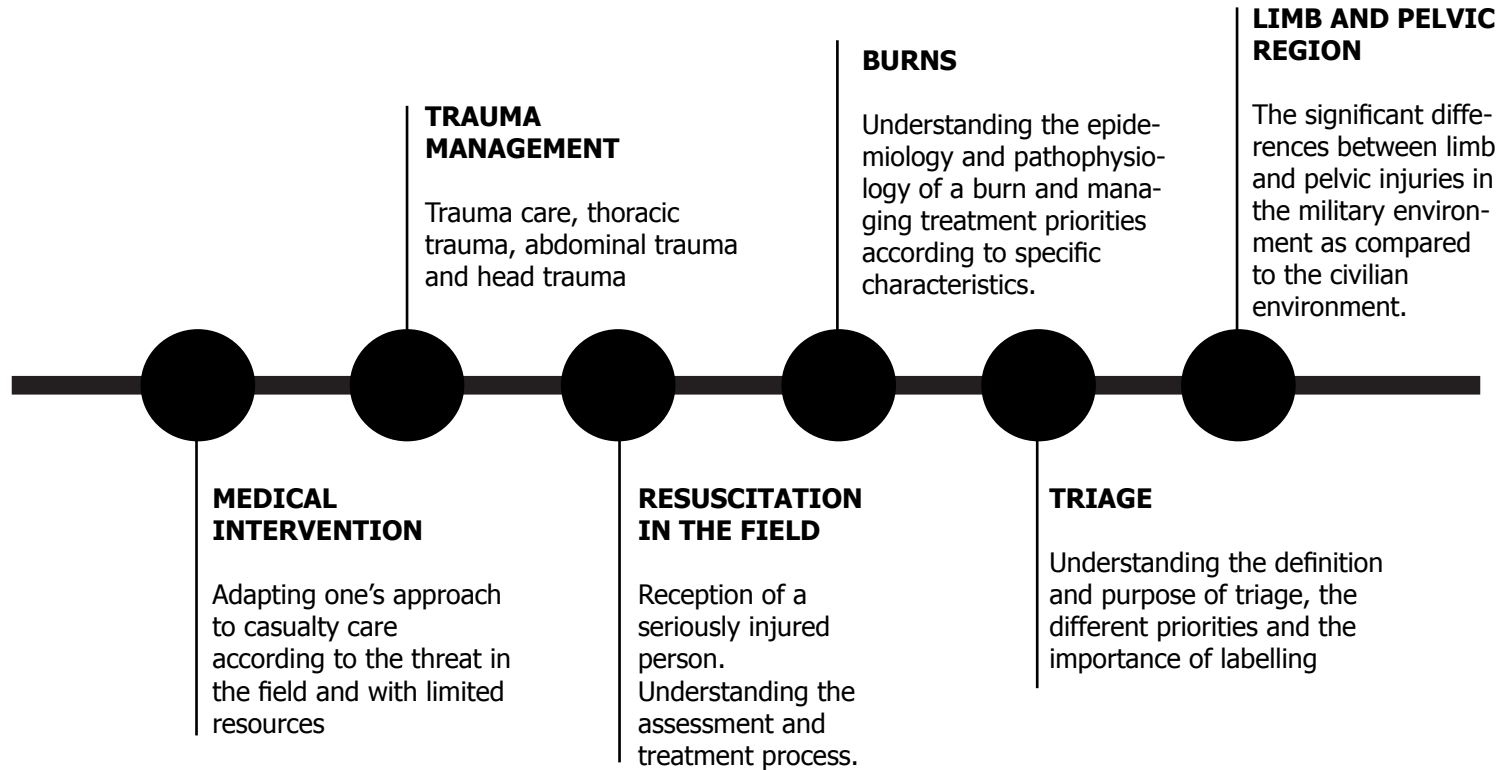 MEDICAL
INTERVENTION
Adapting one's approach
to casualty care
according to the threat in
the field and with limited
resources
TRAUMA
MANAGEMENT
Trauma care, thoracic
trauma, abdominal trauma
and head trauma
RESUSCITATION
IN THE FIELD
Reception of a
seriously injured
person.
Understanding the
assessment and
treatment process.
BURNS
Understanding the epide-
miology and pathophysio-
logy of a burn and mana-
ging treatment priorities
according to specific
characteristics.
TRIAGE
Understanding the definition
and purpose of triage, the
different priorities and the
importance of labelling
LIMB AND PELVIC
REGION
The significant diffe-
rences between limb
and pelvic injuries in
the military environ-
ment as compared
to the civilian
environment.